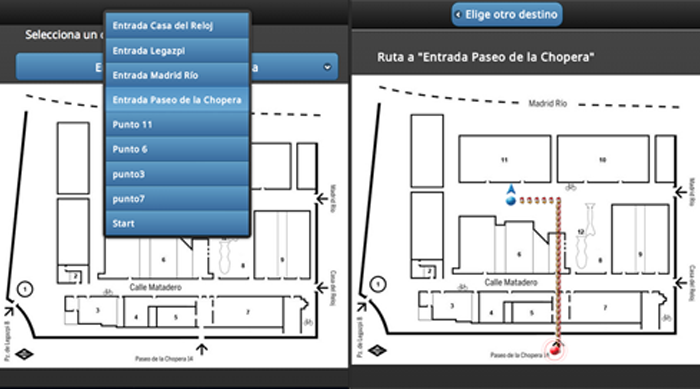 Selecciona un
Entrada Casa del Reloj
Entrada Legazpi
Entrada Madrid Río
Entrada Paseo de la Chopera
Punto 11
Punto 6
punto3
punto7
Start
Madrid Río
Casa del Reloj
6
8
9
2
1
Calle Matadero
3
4
5
7
Pz. de Legazpi 8
Paseo de la Chopera 14
Elige otro destino
Ruta a "Entrada Paseo de la Chopera"
Madrid Río
11
10
Madrid Río
12
6
8
9
2
1
Calle Matadero
Casa del Reloj
3
4
5
7
Pz. de Legazpi 8
Paseo de la Chopera